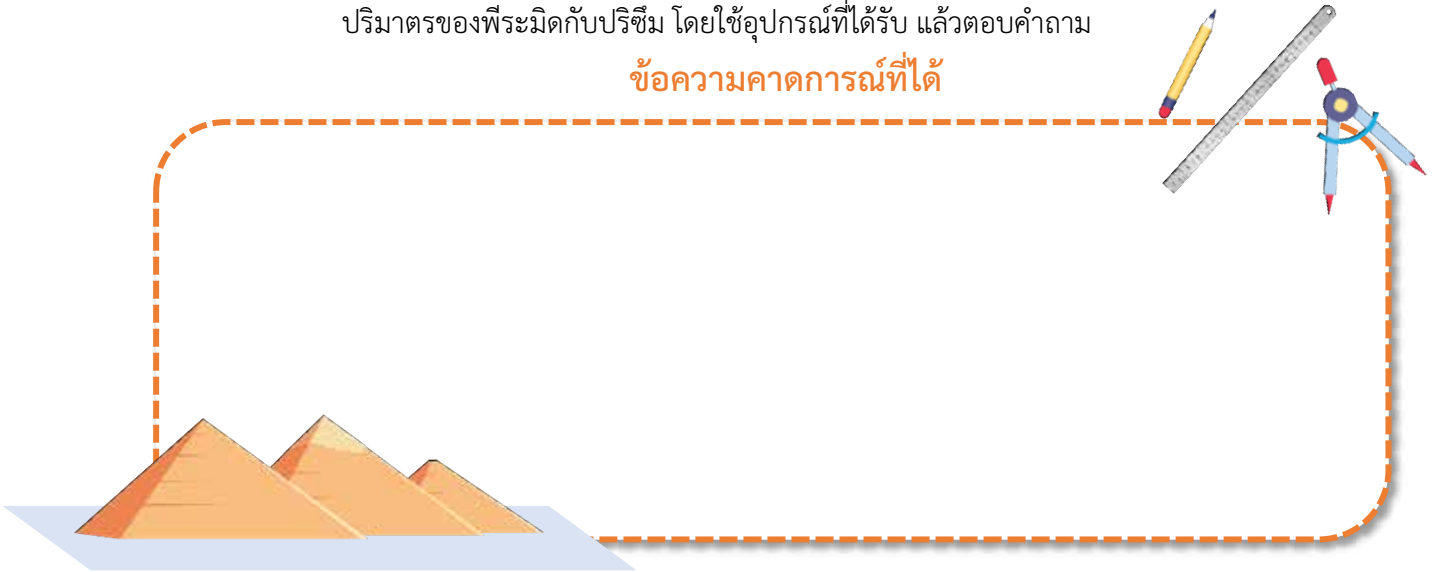 ปริมาตรของพีระมิดกับปริซึม โดยใช้อุปกรณ์ที่ได้รับ แล้วตอบคำถาม
ข้อความคาดการณ์ที่ได้